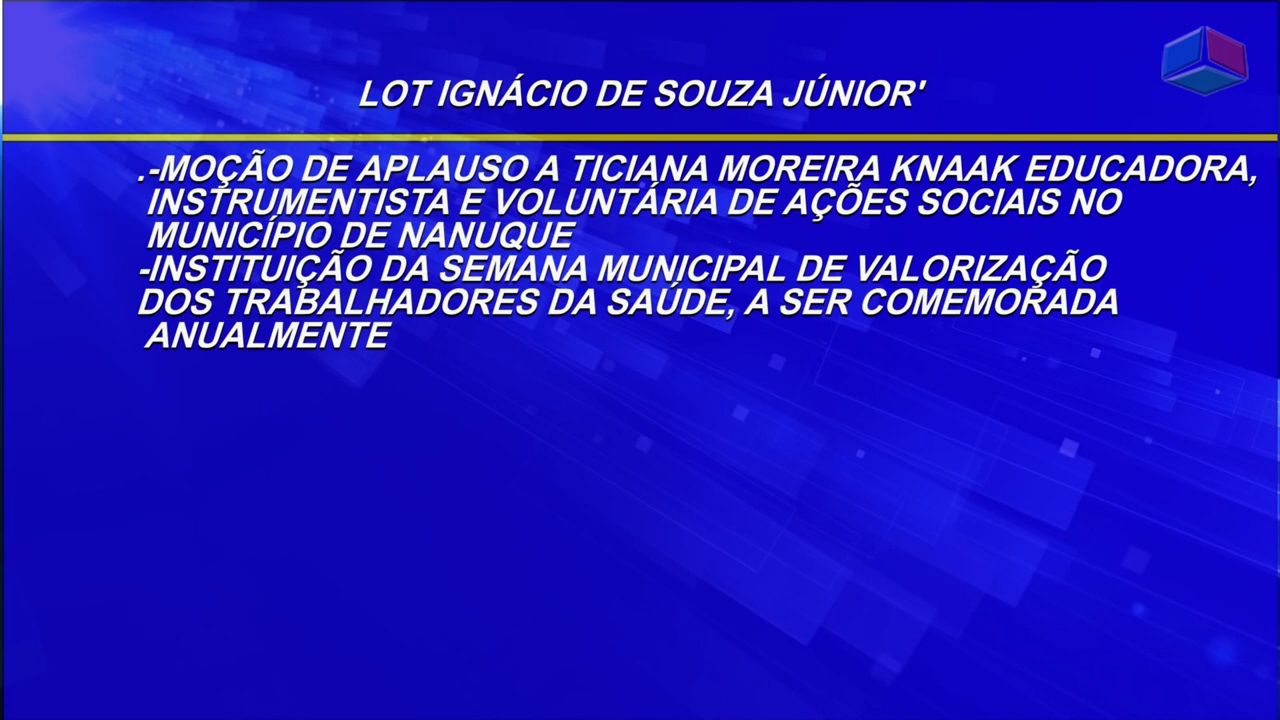 LOT IGNÁCIO DE SOUZA JÚNIOR'
.-MOÇÃO DE APLAUSO A TICIANA MOREIRA KNAAK EDUCADORA,
INSTRUMENTISTA E VOLUNTÁRIA DE AÇÕES SOCIAIS NO
MUNICÍPIO DE NANUQUE
-INSTITUIÇÃO DA SEMANA MUNICIPAL DE VALORIZAÇÃO
DOS TRABALHADORES DA SAÚDE, A SER COMEMORADA
ANUALMENTE